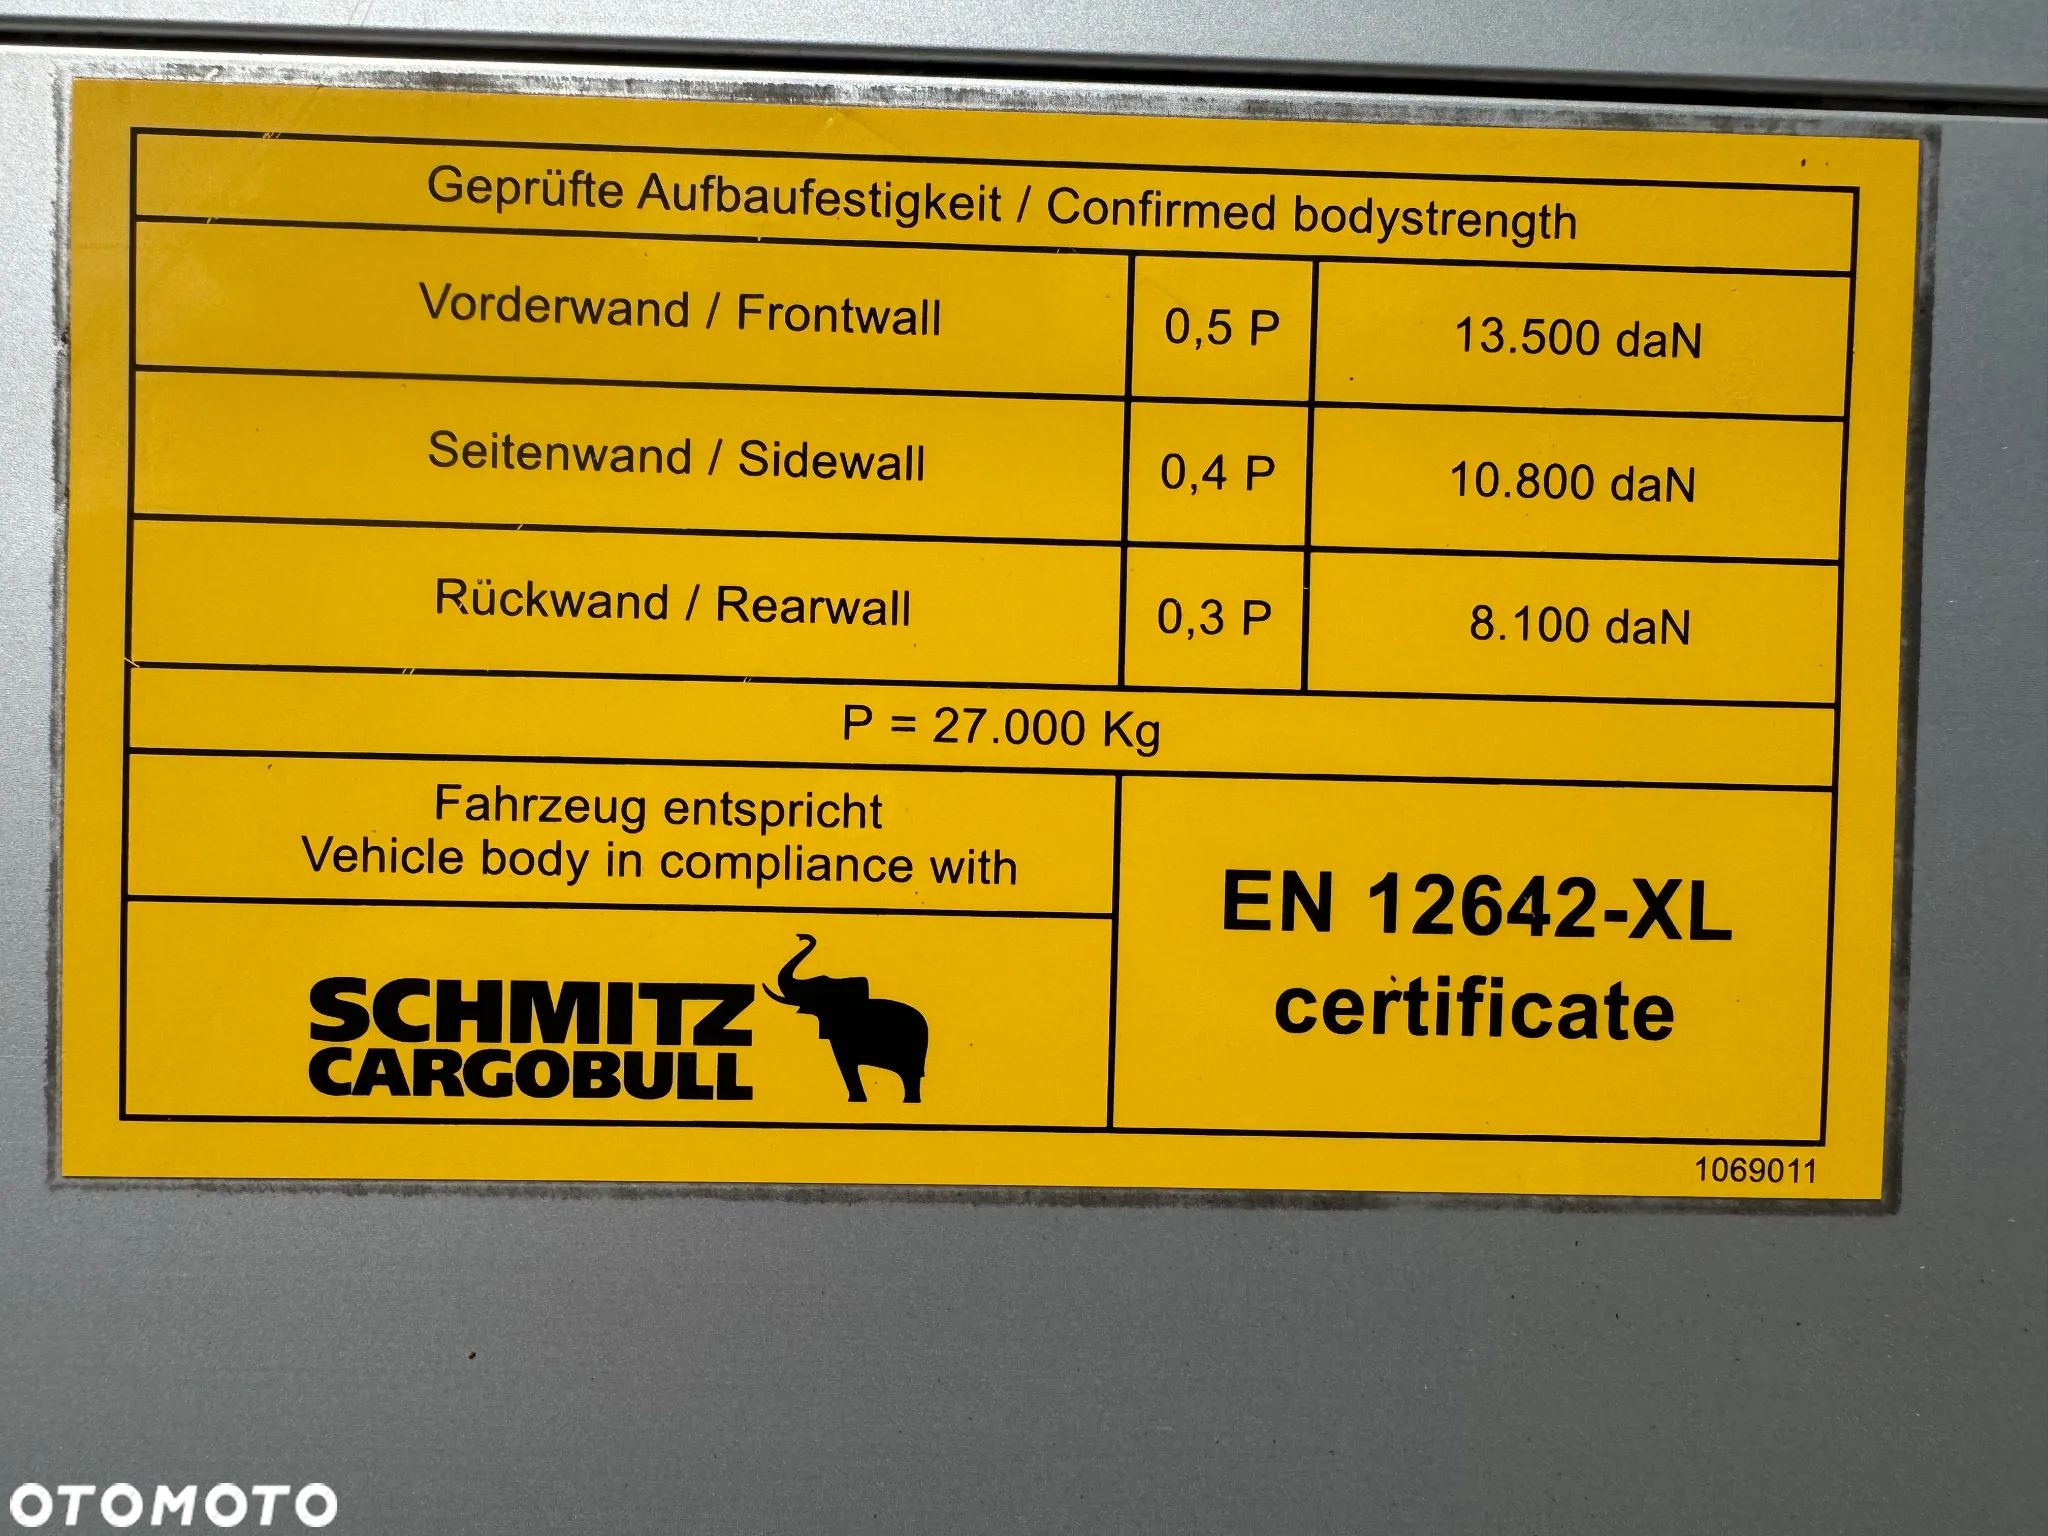 Geprüfte Aufbaufestigkeit / Confirmed bodystrength
Vorderwand / Frontwall 0,5 P 13.500 daN
Seitenwand / Sidewall 0,4 P 10.800 daN
Rückwand / Rearwall 0,3 P 8.100 daN
P = 27.000 Kg
Fahrzeug entspricht
Vehicle body in compliance with
EN 12642-XL
certificate
SCHMITZ
CARGOBULL
1069011
OTOMOTO